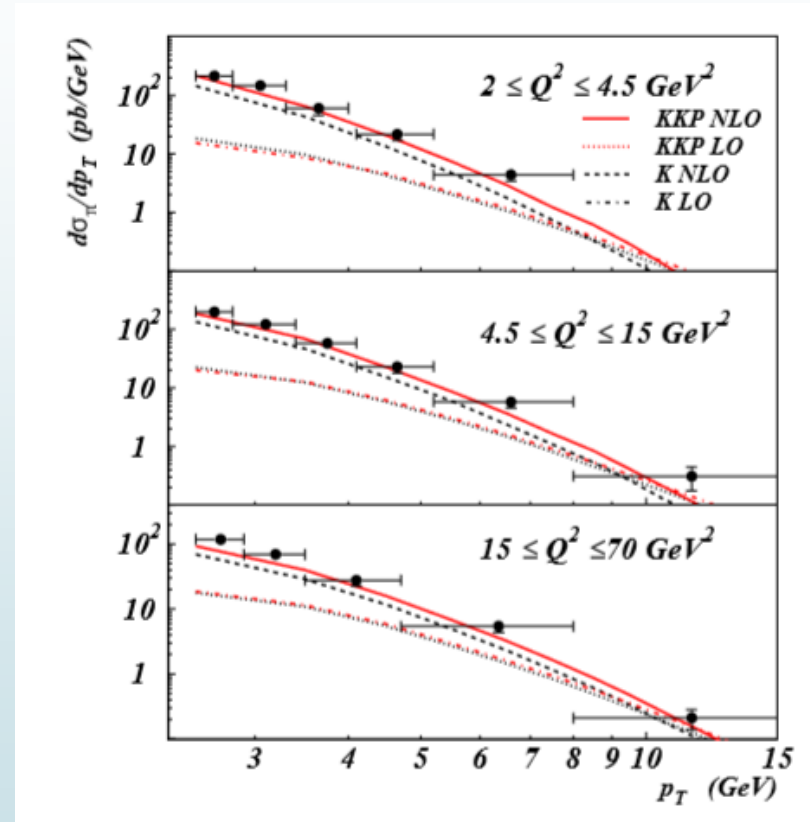 dσ_π/dp_T (pb/GeV)
2 ≤ Q² ≤ 4.5 GeV²
KKP NLO
KKP LO
K NLO
K LO
10²
10
1
4.5 ≤ Q² ≤ 15 GeV²
10²
10
1
15 ≤ Q² ≤70 GeV²
10²
10
1
3 4 5 6 7 8 9 10 15
p_T (GeV)